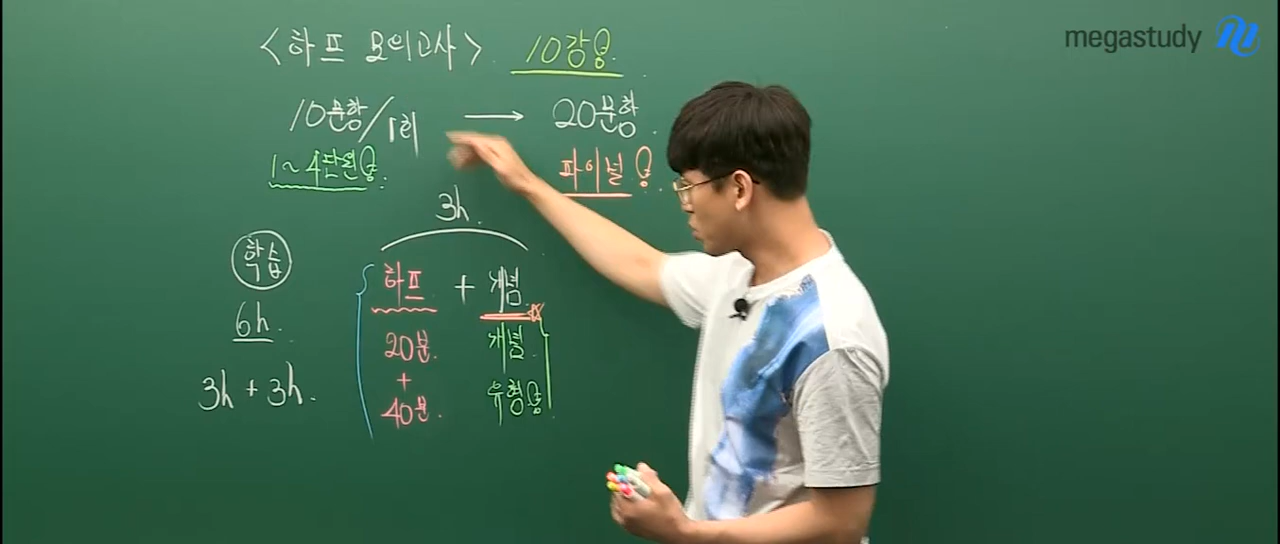 megastudy
<하프 모의고사> 10강용
10문항/1회 → 20문항
1~4단원용 파이널용
3h.
학습 하프 + 개념
6h. 20분. 개념
+ 유형용
3h + 3h. 40분.